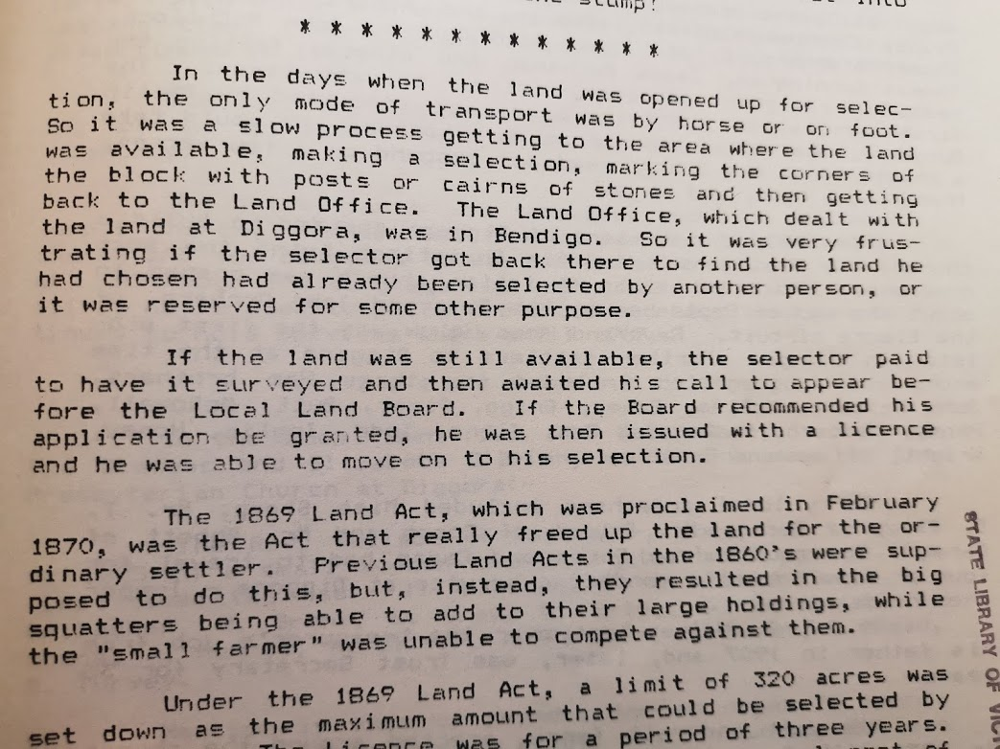 stamp!
into
* * * * * * * * * * * * *
In the days when the land was opened up for selec-
tion, the only mode of transport was by horse or on foot.
So it was a slow process getting to the area where the land
was available, making a selection, marking the corners of
the block with posts or cairns of stones and then getting
back to the Land Office. The Land Office, which dealt with
the land at Diggora, was in Bendigo. So it was very frus-
trating if the selector got back there to find the land he
had chosen had already been selected by another person, or
it was reserved for some other purpose.
If the land was still available, the selector paid
to have it surveyed and then awaited his call to appear be-
fore the Local Land Board. If the Board recommended his
application be granted, he was then issued with a licence
and he was able to move on to his selection.
The 1869 Land Act, which was proclaimed in February
1870, was the Act that really freed up the land for the or-
dinary settler. Previous Land Acts in the 1860's were sup-
posed to do this, but, instead, they resulted in the big
squatters being able to add to their large holdings, while
the "small farmer" was unable to compete against them.
Under the 1869 Land Act, a limit of 320 acres was
set down as the maximum amount that could be selected by
The Licence was for a period of three years.
STATE LIBRARY OF VIC